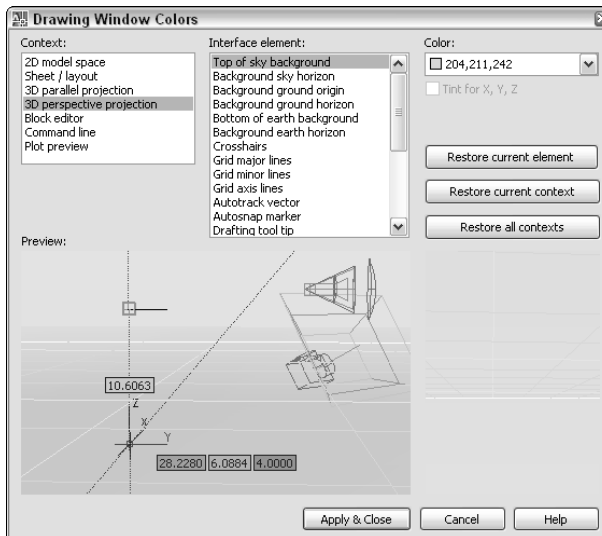 Drawing Window Colors
Context:
2D model space
Sheet / layout
3D parallel projection
3D perspective projection
Block editor
Command line
Plot preview
Interface element:
Top of sky background
Background sky horizon
Background ground origin
Background ground horizon
Bottom of earth background
Background earth horizon
Crosshairs
Grid major lines
Grid minor lines
Grid axis lines
Autotrack vector
Autosnap marker
Drafting tool tip
Color:
204,211,242
Tint for X, Y, Z
Restore current element
Restore current context
Restore all contexts
Preview:
10.6063
Z
X
Y
28.2280 6.0884 4.0000
Apply & Close
Cancel
Help